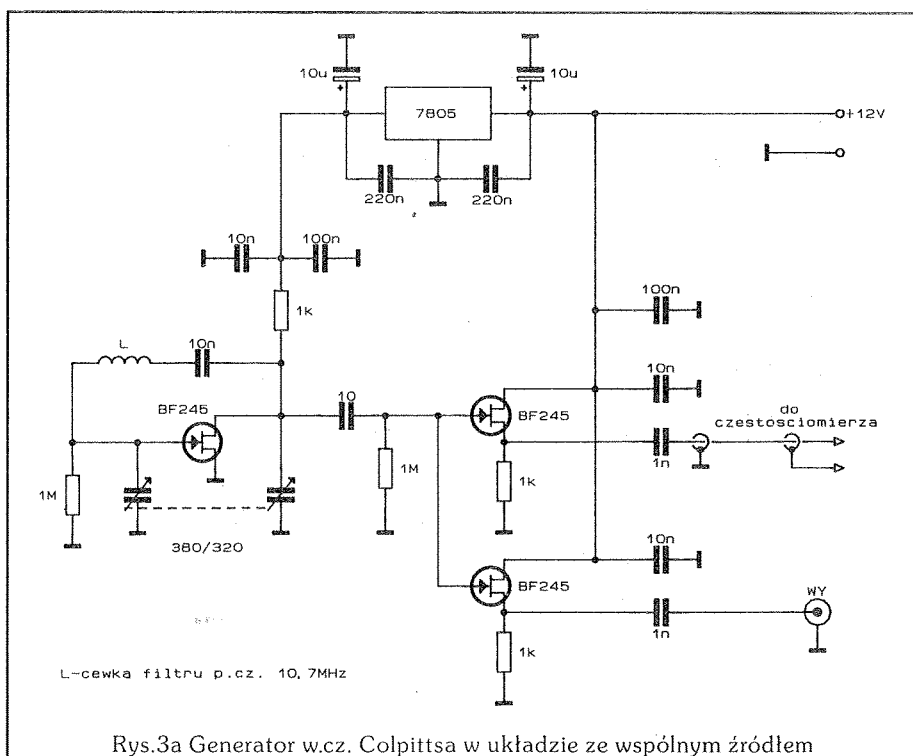 10u
10u
7805
+12V
220n
220n
10n
100n
1k
100n
L
10n
BF245
10
BF245
10n
do
czestosciomierza
1M
1M
1n
1k
380/320
BF245
10n
WY
1n
1k
L-cewka filtru p.cz. 10,7MHz
Rys.3a Generator w.cz. Colpittsa w układzie ze wspólnym źródłem